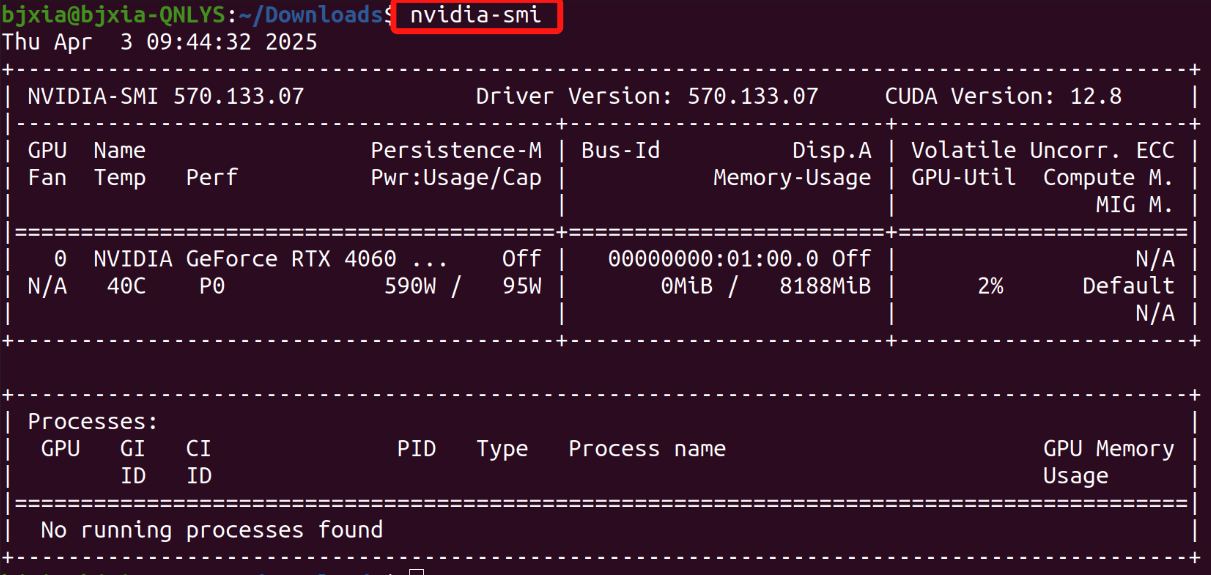 bjxia@bjxia-QNLYS:~/Downloads$ nvidia-smi
Thu Apr  3 09:44:32 2025
+-----------------------------------------------------------------------------------------+
| NVIDIA-SMI 570.133.07             Driver Version: 570.133.07     CUDA Version: 12.8     |
|-----------------------------------------+------------------------+----------------------+
| GPU  Name                 Persistence-M | Bus-Id          Disp.A | Volatile Uncorr. ECC |
| Fan  Temp   Perf          Pwr:Usage/Cap |           Memory-Usage | GPU-Util  Compute M. |
|                                         |                        |               MIG M. |
|=========================================+========================+======================|
|   0  NVIDIA GeForce RTX 4060 ...    Off |   00000000:01:00.0 Off |                  N/A |
| N/A   40C    P0            590W /   95W |       0MiB /   8188MiB |      2%      Default |
|                                         |                        |                  N/A |
+-----------------------------------------+------------------------+----------------------+
+-----------------------------------------------------------------------------------------+
| Processes:                                                                              |
|  GPU   GI   CI              PID   Type   Process name                        GPU Memory |
|        ID   ID                                                               Usage      |
|=========================================================================================|
|  No running processes found                                                             |
+-----------------------------------------------------------------------------------------+